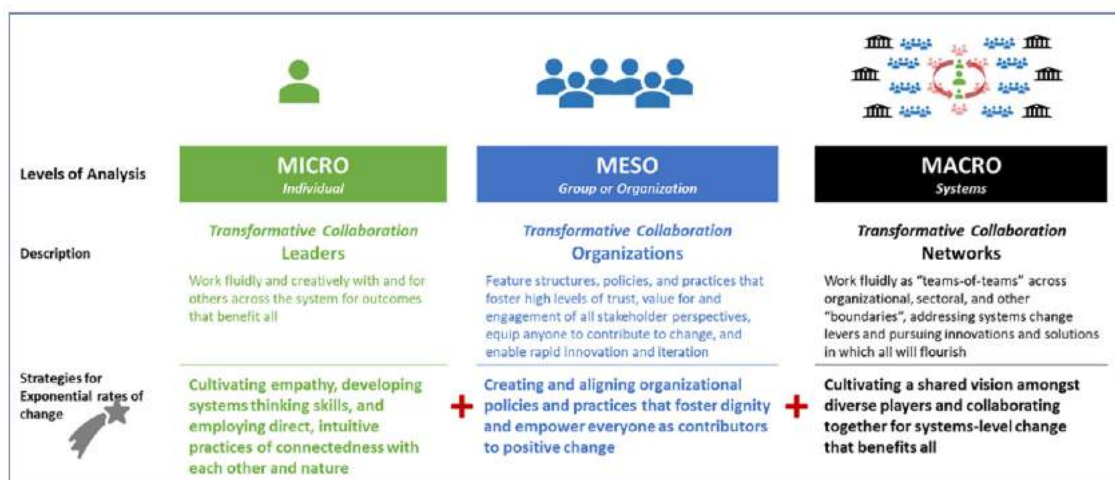 Levels of Analysis
MICRO
Individual
MESO
Group or Organization
MACRO
Systems
Description
Transformative Collaboration
Leaders
Work fluidly and creatively with and for
others across the system for outcomes
that benefit all
Transformative Collaboration
Organizations
Feature structures, policies, and practices that
foster high levels of trust, value for and
engagement of all stakeholder perspectives,
equip anyone to contribute to change, and
enable rapid innovation and iteration
Transformative Collaboration
Networks
Work fluidly as “teams-of-teams” across
organizational, sectoral, and other
“boundaries”, addressing systems change
levers and pursuing innovations and solutions
in which all will flourish
Strategies for
Exponential rates of
change
Cultivating empathy, developing
systems thinking skills, and
employing direct, intuitive
practices of connectedness with
each other and nature
+
Creating and aligning organizational
policies and practices that foster dignity
and empower everyone as contributors
to positive change
+
Cultivating a shared vision amongst
diverse players and collaborating
together for systems-level change
that benefits all